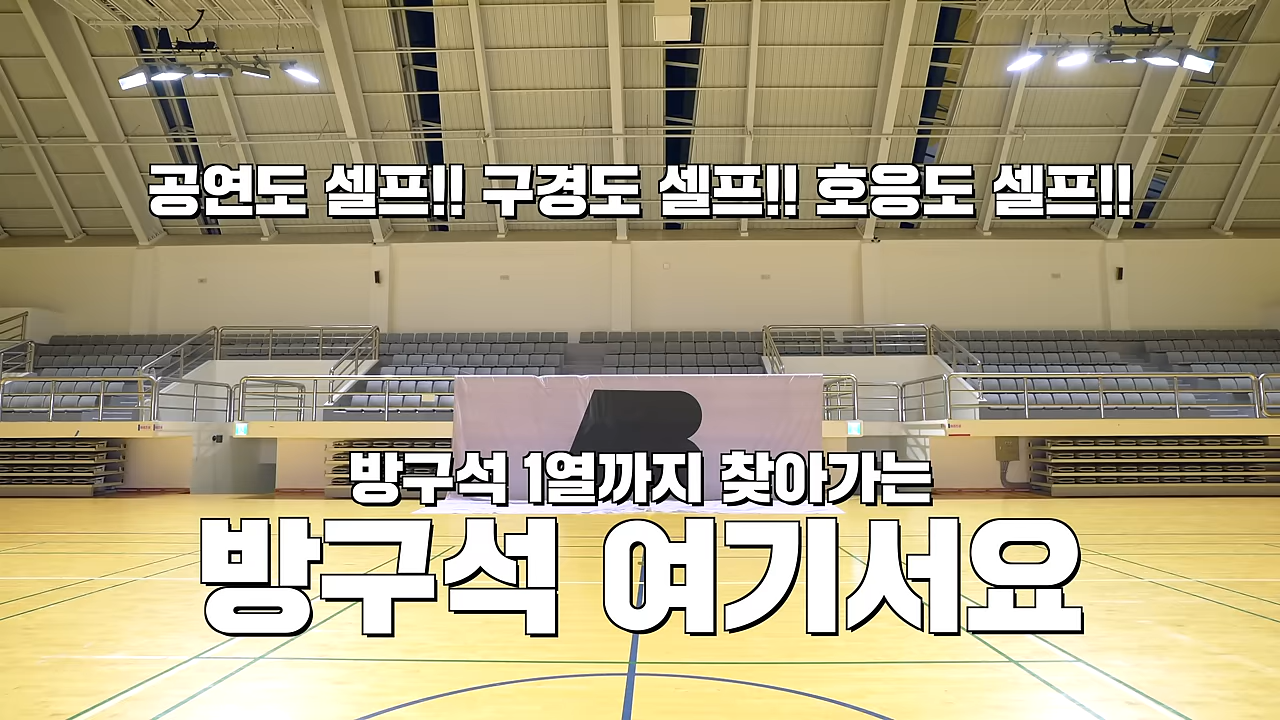 공연도 셀프!! 구경도 셀프!! 호응도 셀프!!
B
방구석 1열까지 찾아가는
방구석 여기서요